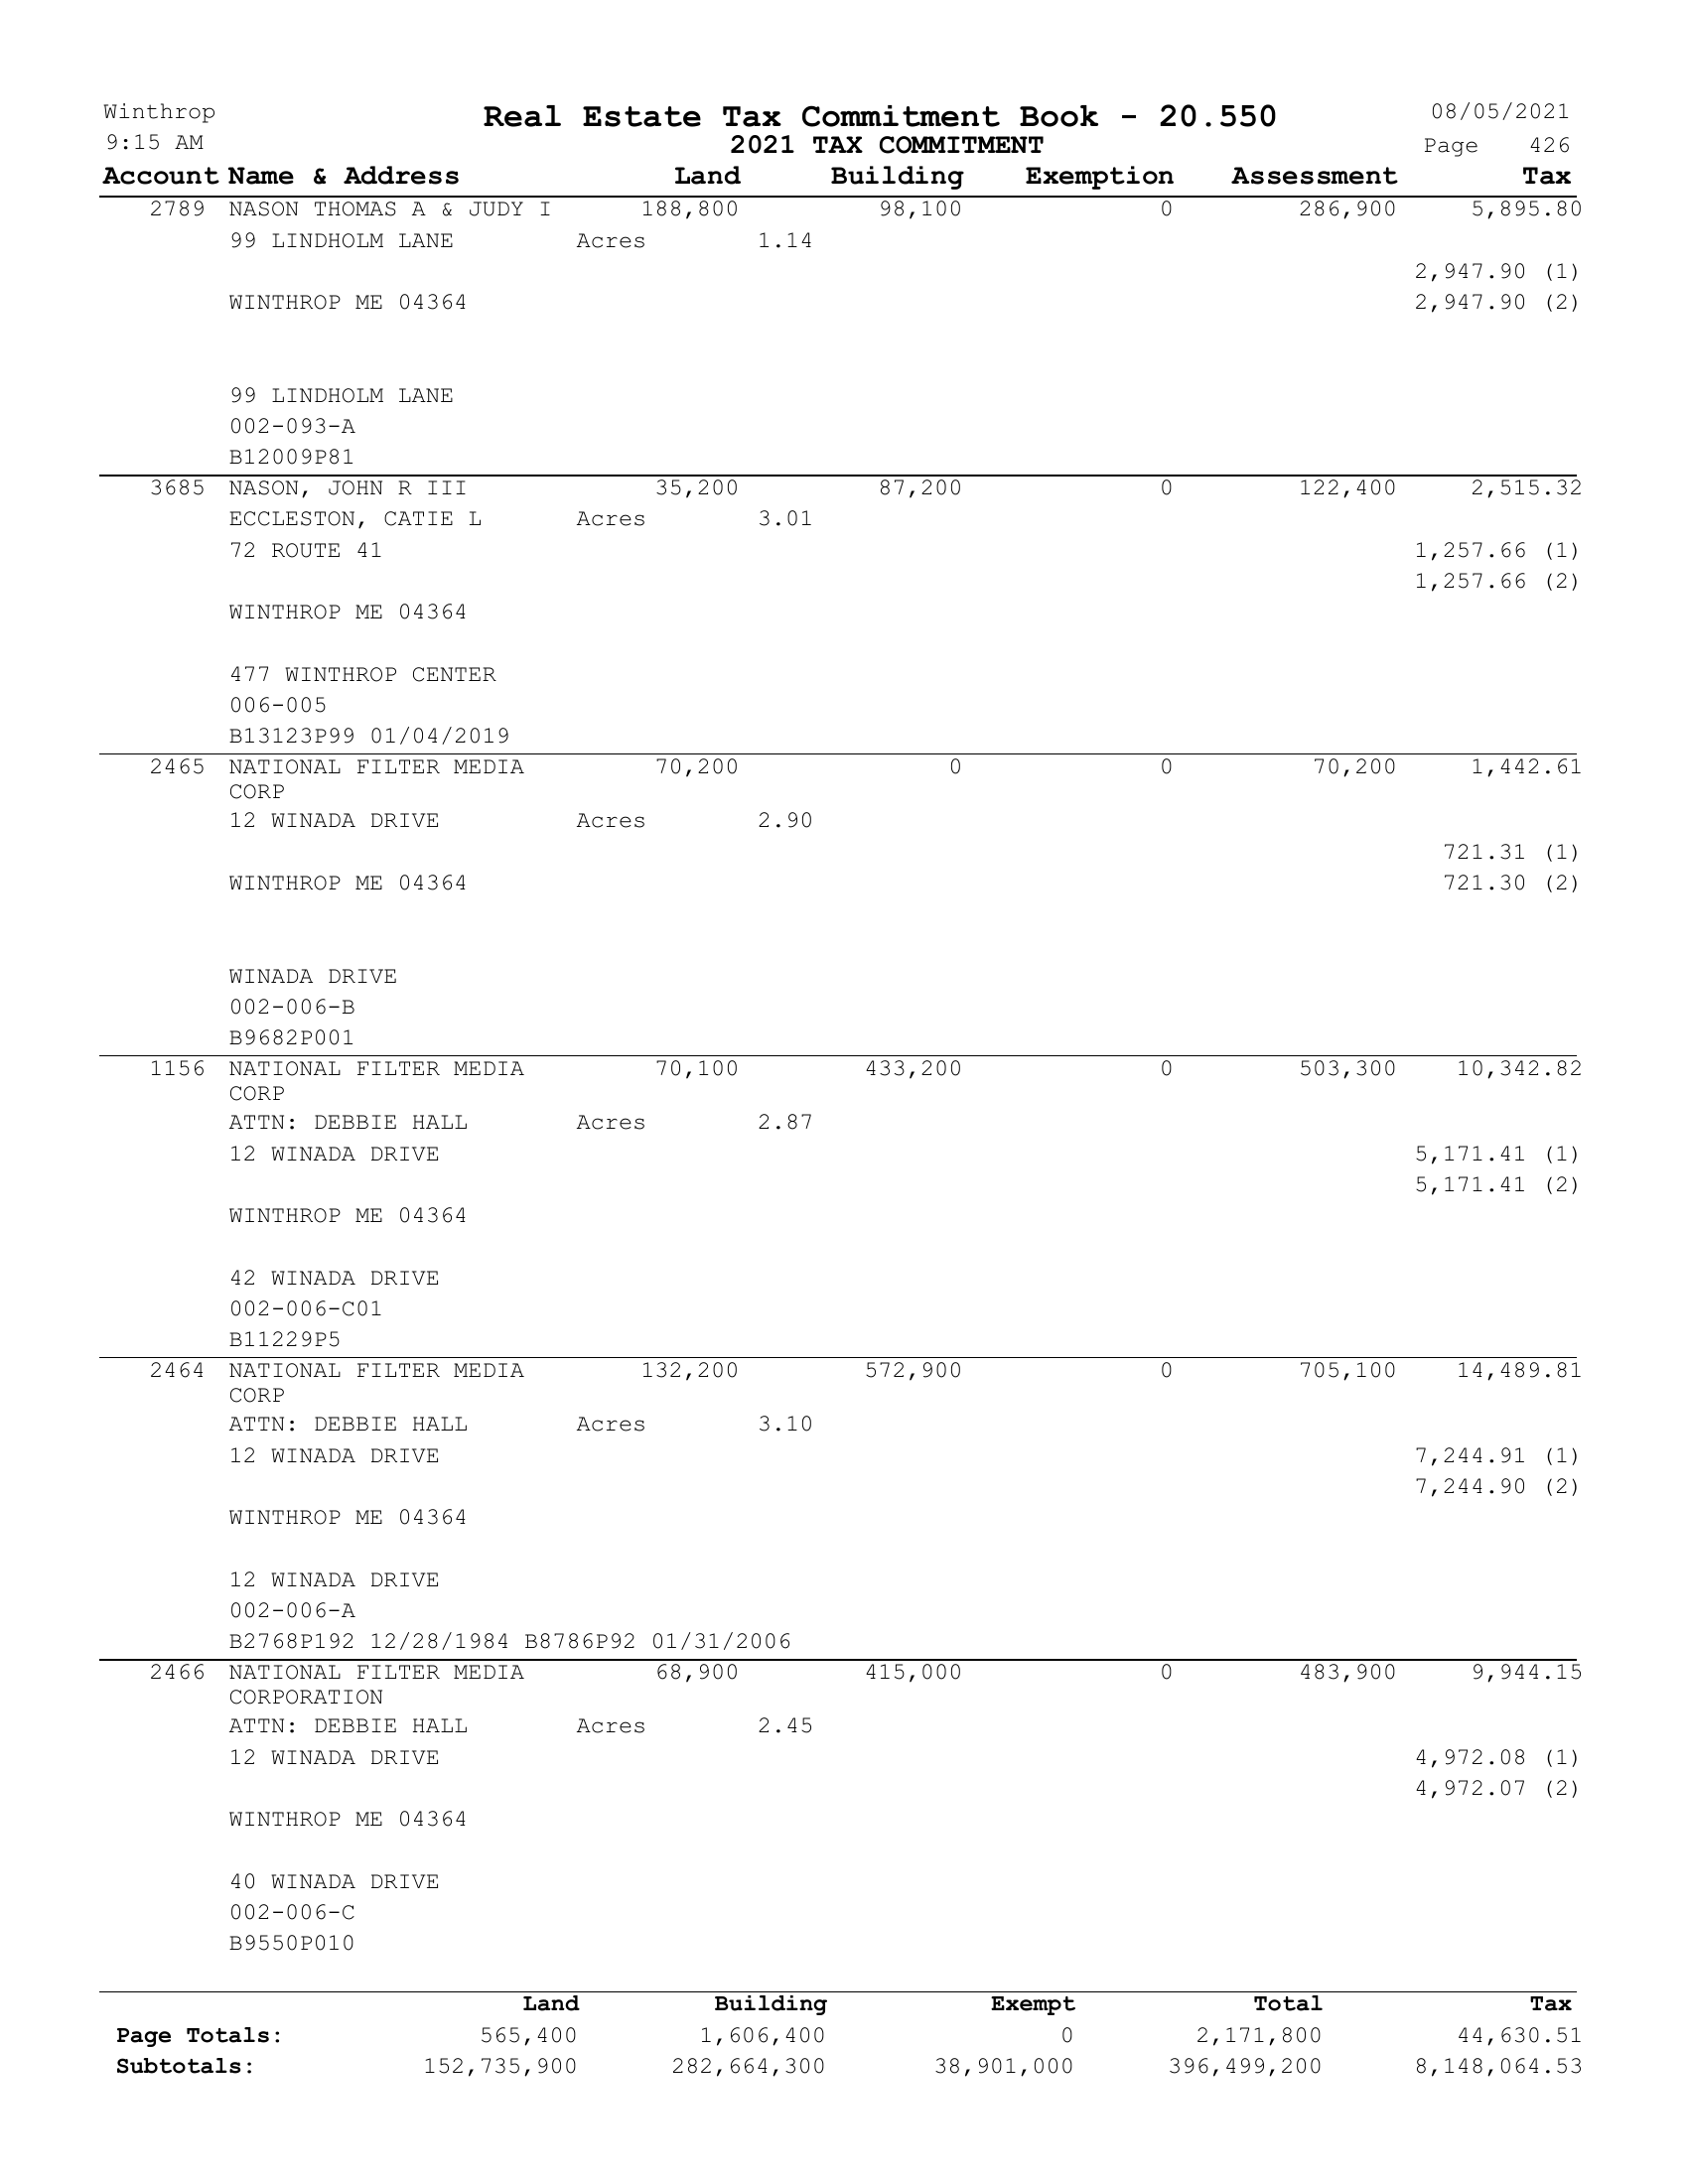 Winthrop Real Estate Tax Commitment Book - 20.550 08/05/2021
9:15 AM 2021 TAX COMMITMENT Page 426
Account Name & Address Land Building Exemption Assessment Tax
2789 NASON THOMAS A & JUDY I 188,800 98,100 0 286,900 5,895.80
99 LINDHOLM LANE Acres 1.14
2,947.90 (1)
WINTHROP ME 04364 2,947.90 (2)
99 LINDHOLM LANE
002-093-A
B12009P81
3685 NASON, JOHN R III 35,200 87,200 0 122,400 2,515.32
ECCLESTON, CATIE L Acres 3.01
72 ROUTE 41 1,257.66 (1)
1,257.66 (2)
WINTHROP ME 04364
477 WINTHROP CENTER
006-005
B13123P99 01/04/2019
2465 NATIONAL FILTER MEDIA 70,200 0 0 70,200 1,442.61
CORP
12 WINADA DRIVE Acres 2.90
721.31 (1)
WINTHROP ME 04364 721.30 (2)
WINADA DRIVE
002-006-B
B9682P001
1156 NATIONAL FILTER MEDIA 70,100 433,200 0 503,300 10,342.82
CORP
ATTN: DEBBIE HALL Acres 2.87
12 WINADA DRIVE 5,171.41 (1)
5,171.41 (2)
WINTHROP ME 04364
42 WINADA DRIVE
002-006-C01
B11229P5
2464 NATIONAL FILTER MEDIA 132,200 572,900 0 705,100 14,489.81
CORP
ATTN: DEBBIE HALL Acres 3.10
12 WINADA DRIVE 7,244.91 (1)
7,244.90 (2)
WINTHROP ME 04364
12 WINADA DRIVE
002-006-A
B2768P192 12/28/1984 B8786P92 01/31/2006
2466 NATIONAL FILTER MEDIA 68,900 415,000 0 483,900 9,944.15
CORPORATION
ATTN: DEBBIE HALL Acres 2.45
12 WINADA DRIVE 4,972.08 (1)
4,972.07 (2)
WINTHROP ME 04364
40 WINADA DRIVE
002-006-C
B9550P010
Land Building Exempt Total Tax
Page Totals: 565,400 1,606,400 0 2,171,800 44,630.51
Subtotals: 152,735,900 282,664,300 38,901,000 396,499,200 8,148,064.53